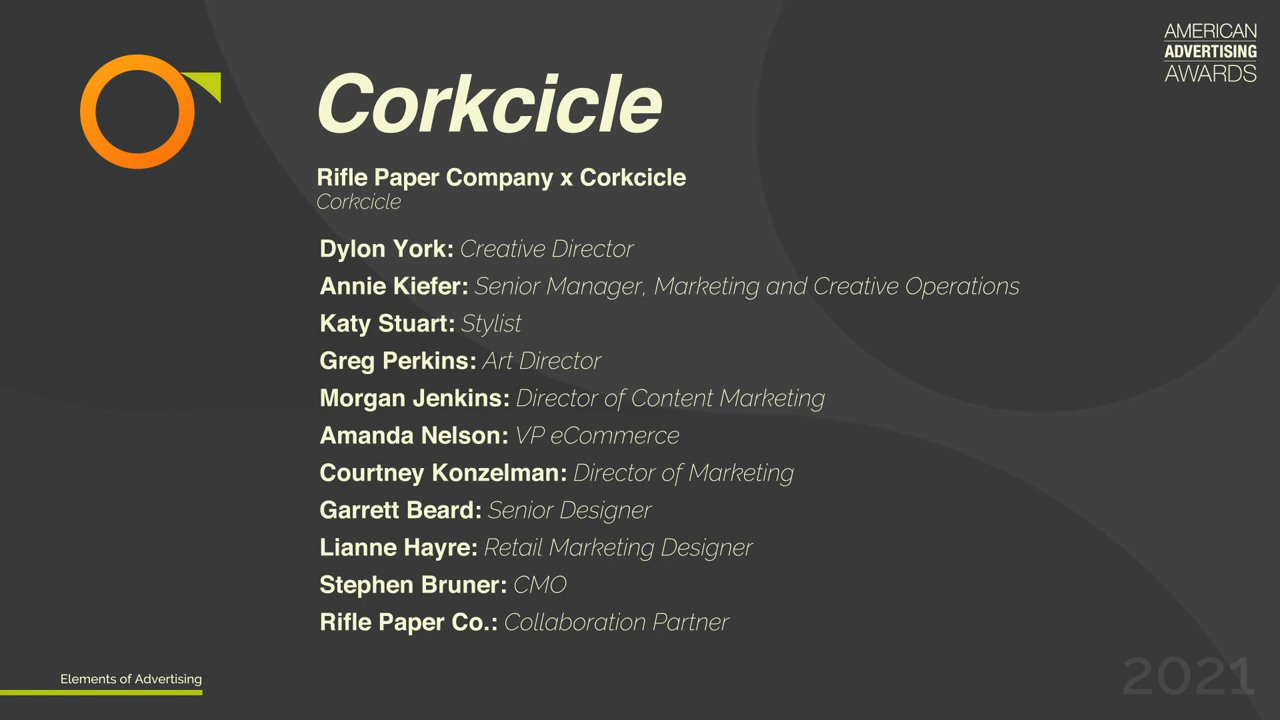 AMERICAN
ADVERTISING
AWARDS
Corkcicle
Rifle Paper Company x Corkcicle
Corkcicle
Dylon York: Creative Director
Annie Kiefer: Senior Manager, Marketing and Creative Operations
Katy Stuart: Stylist
Greg Perkins: Art Director
Morgan Jenkins: Director of Content Marketing
Amanda Nelson: VP eCommerce
Courtney Konzelman: Director of Marketing
Garrett Beard: Senior Designer
Lianne Hayre: Retail Marketing Designer
Stephen Bruner: CMO
Rifle Paper Co.: Collaboration Partner
Elements of Advertising
2021